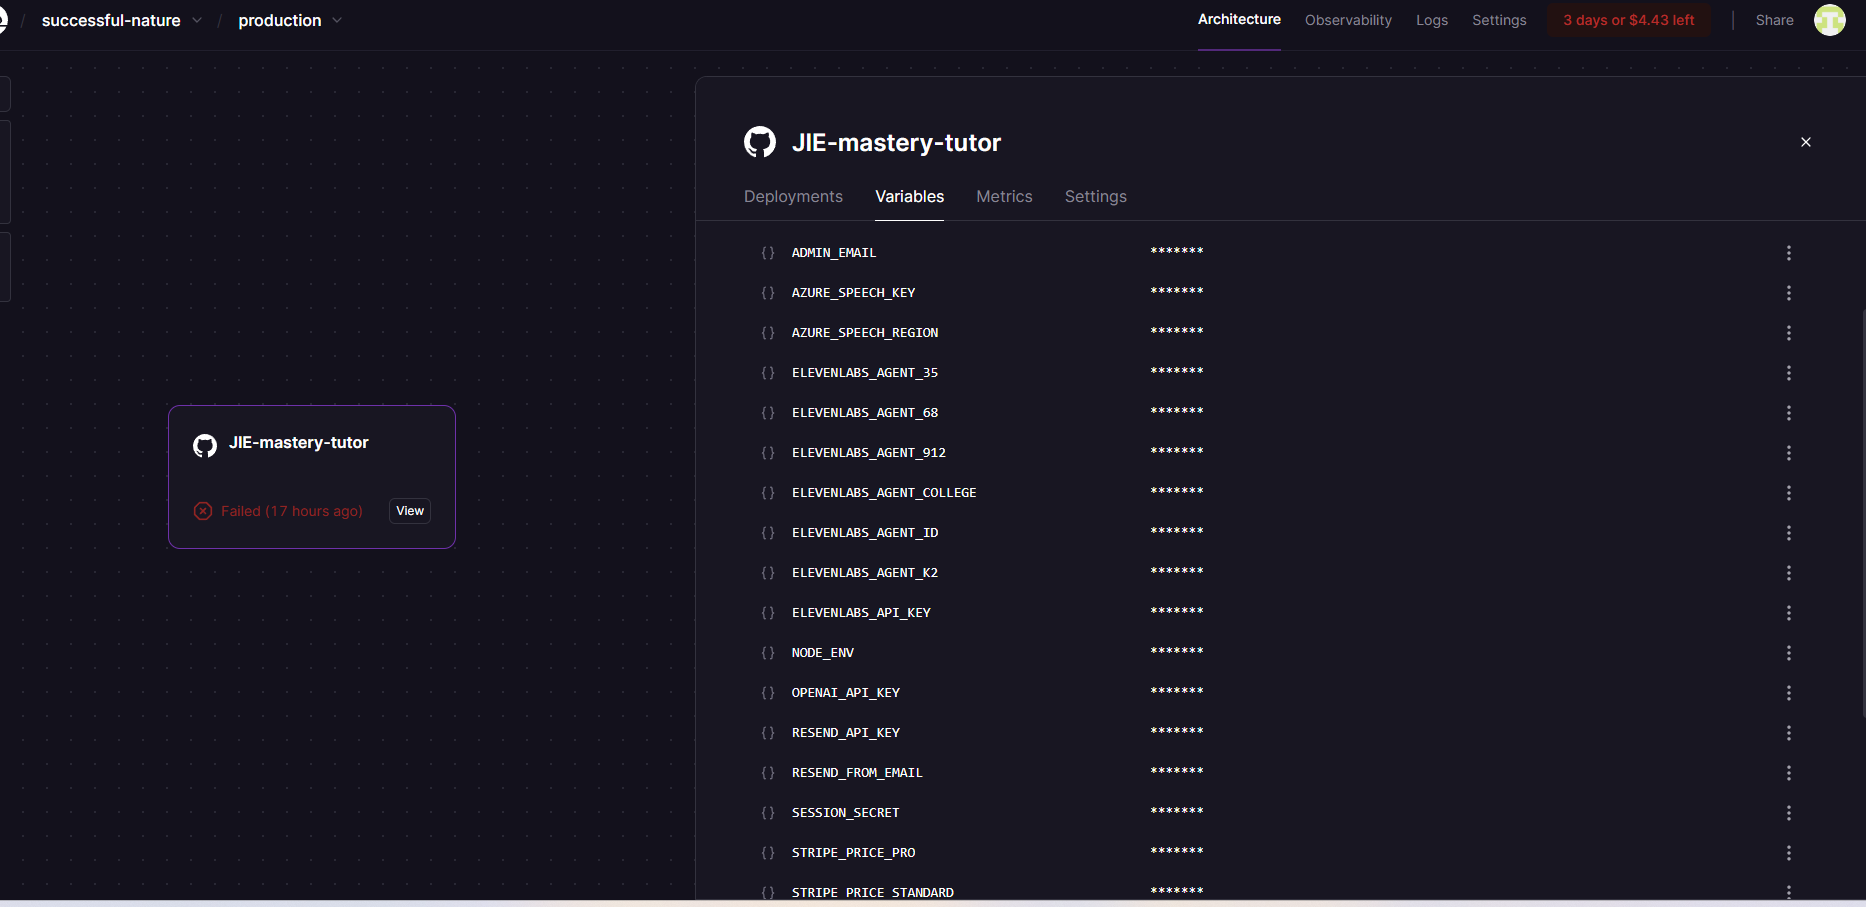 / successful-nature / production
Architecture Observability Logs Settings 3 days or $4.43 left Share
JIE-mastery-tutor
Deployments Variables Metrics Settings
{} ADMIN_EMAIL *******
{} AZURE_SPEECH_KEY *******
{} AZURE_SPEECH_REGION *******
{} ELEVENLABS_AGENT_35 *******
{} ELEVENLABS_AGENT_68 *******
{} ELEVENLABS_AGENT_912 *******
{} ELEVENLABS_AGENT_COLLEGE *******
{} ELEVENLABS_AGENT_ID *******
{} ELEVENLABS_AGENT_K2 *******
{} ELEVENLABS_API_KEY *******
{} NODE_ENV *******
{} OPENAI_API_KEY *******
{} RESEND_API_KEY *******
{} RESEND_FROM_EMAIL *******
{} SESSION_SECRET *******
{} STRIPE_PRICE_PRO *******
{} STRIPE_PRICE_STANDARD *******
JIE-mastery-tutor
Failed (17 hours ago) View